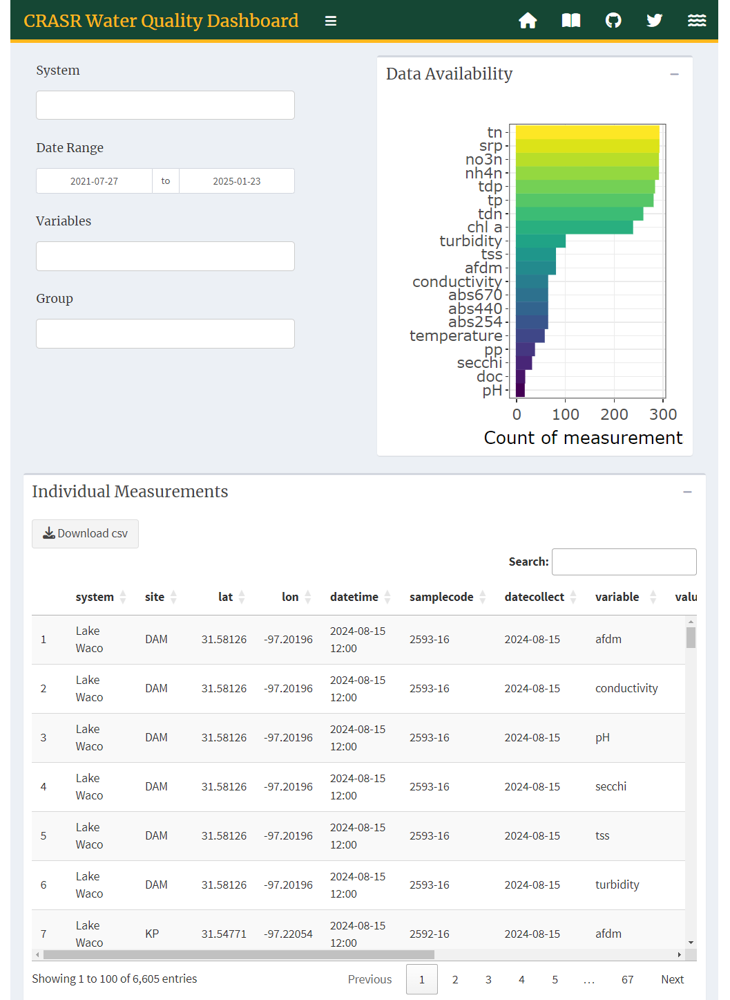 CRASR Water Quality Dashboard
System
Date Range
2021-07-27 to 2025-01-23
Variables
Group
Data Availability
tn
srp
no3n
nh4n
tdp
tp
tdn
chl a
turbidity
tss
afdm
conductivity
abs670
abs440
abs254
temperature
pp
secchi
doc
pH
0 100 200 300
Count of measurement
Individual Measurements
Download csv
Search:
system site lat lon datetime samplecode datecollect variable valu
1 Lake Waco DAM 31.58126 -97.20196 2024-08-15 12:00 2593-16 2024-08-15 afdm
2 Lake Waco DAM 31.58126 -97.20196 2024-08-15 12:00 2593-16 2024-08-15 conductivity
3 Lake Waco DAM 31.58126 -97.20196 2024-08-15 12:00 2593-16 2024-08-15 pH
4 Lake Waco DAM 31.58126 -97.20196 2024-08-15 12:00 2593-16 2024-08-15 secchi
5 Lake Waco DAM 31.58126 -97.20196 2024-08-15 12:00 2593-16 2024-08-15 tss
6 Lake Waco DAM 31.58126 -97.20196 2024-08-15 12:00 2593-16 2024-08-15 turbidity
7 Lake Waco KP 31.54771 -97.22054 2024-08-15 12:00 2592-16 2024-08-15 afdm
Showing 1 to 100 of 6,605 entries
Previous 1 2 3 4 5 … 67 Next